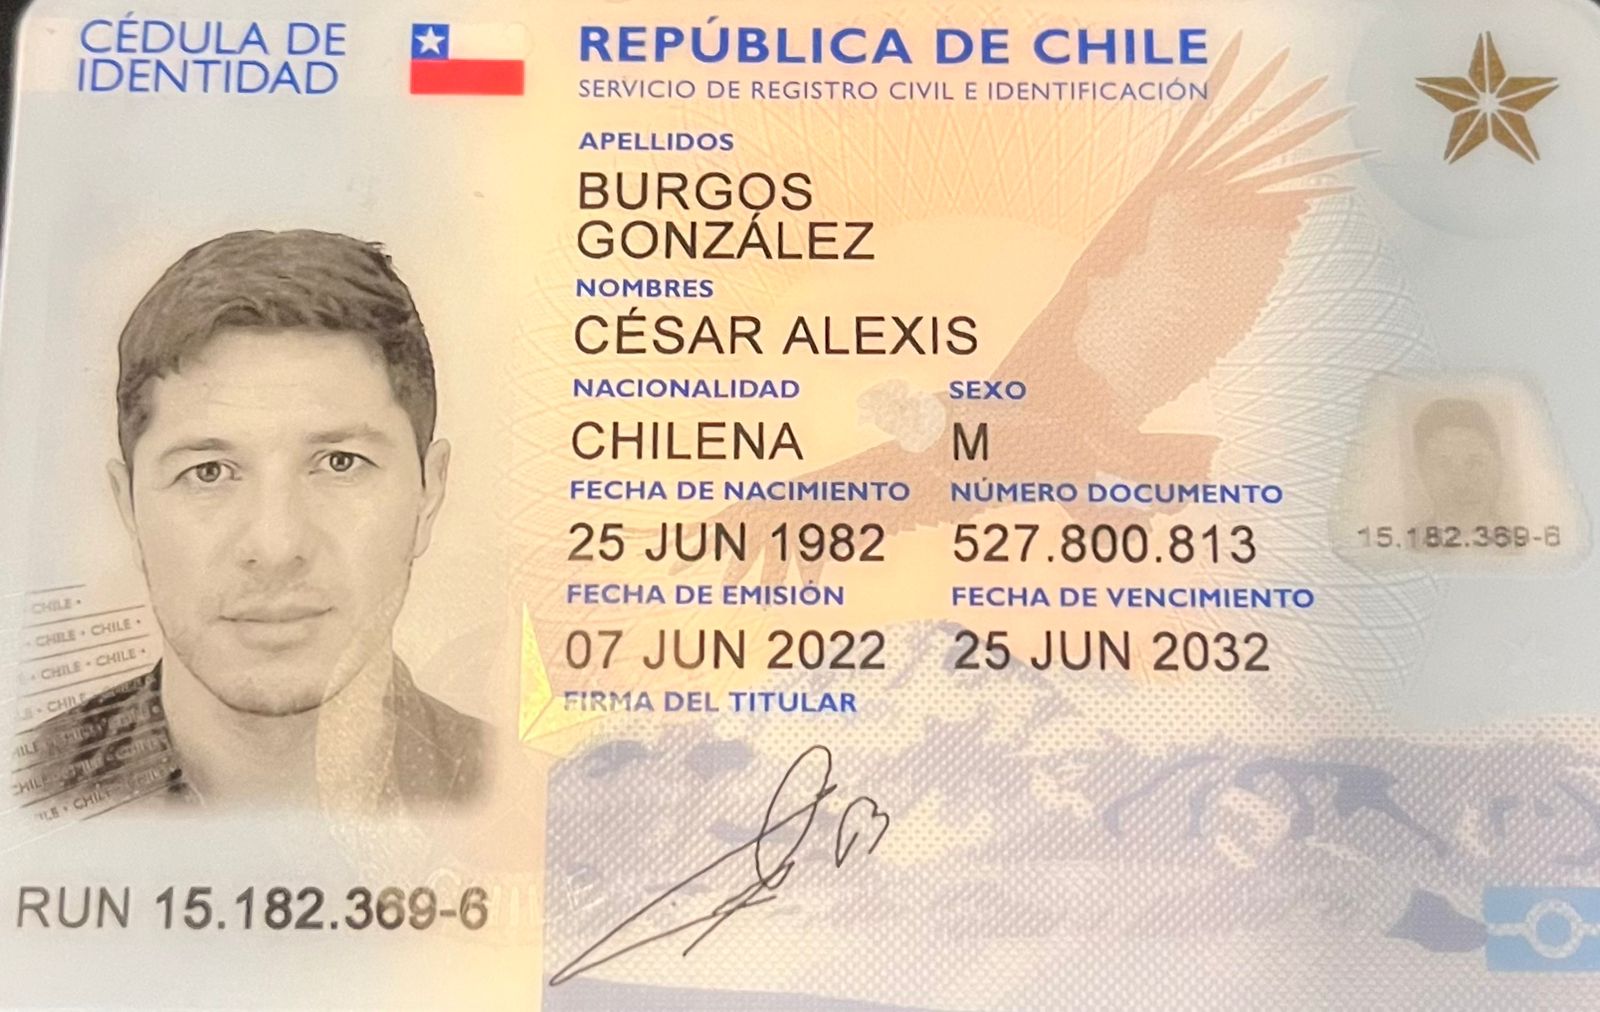 CÉDULA DE
IDENTIDAD
REPÚBLICA DE CHILE
SERVICIO DE REGISTRO CIVIL E IDENTIFICACIÓN
APELLIDOS
BURGOS
GONZÁLEZ
NOMBRES
CÉSAR ALEXIS
NACIONALIDAD SEXO
CHILENA M
FECHA DE NACIMIENTO NÚMERO DOCUMENTO
25 JUN 1982 527.800.813
15.182.369-6
FECHA DE EMISIÓN FECHA DE VENCIMIENTO
07 JUN 2022 25 JUN 2032
FIRMA DEL TITULAR
CHILE •
CHILE • CHILE •
CHILE • CHILE •
RUN 15.182.369-6